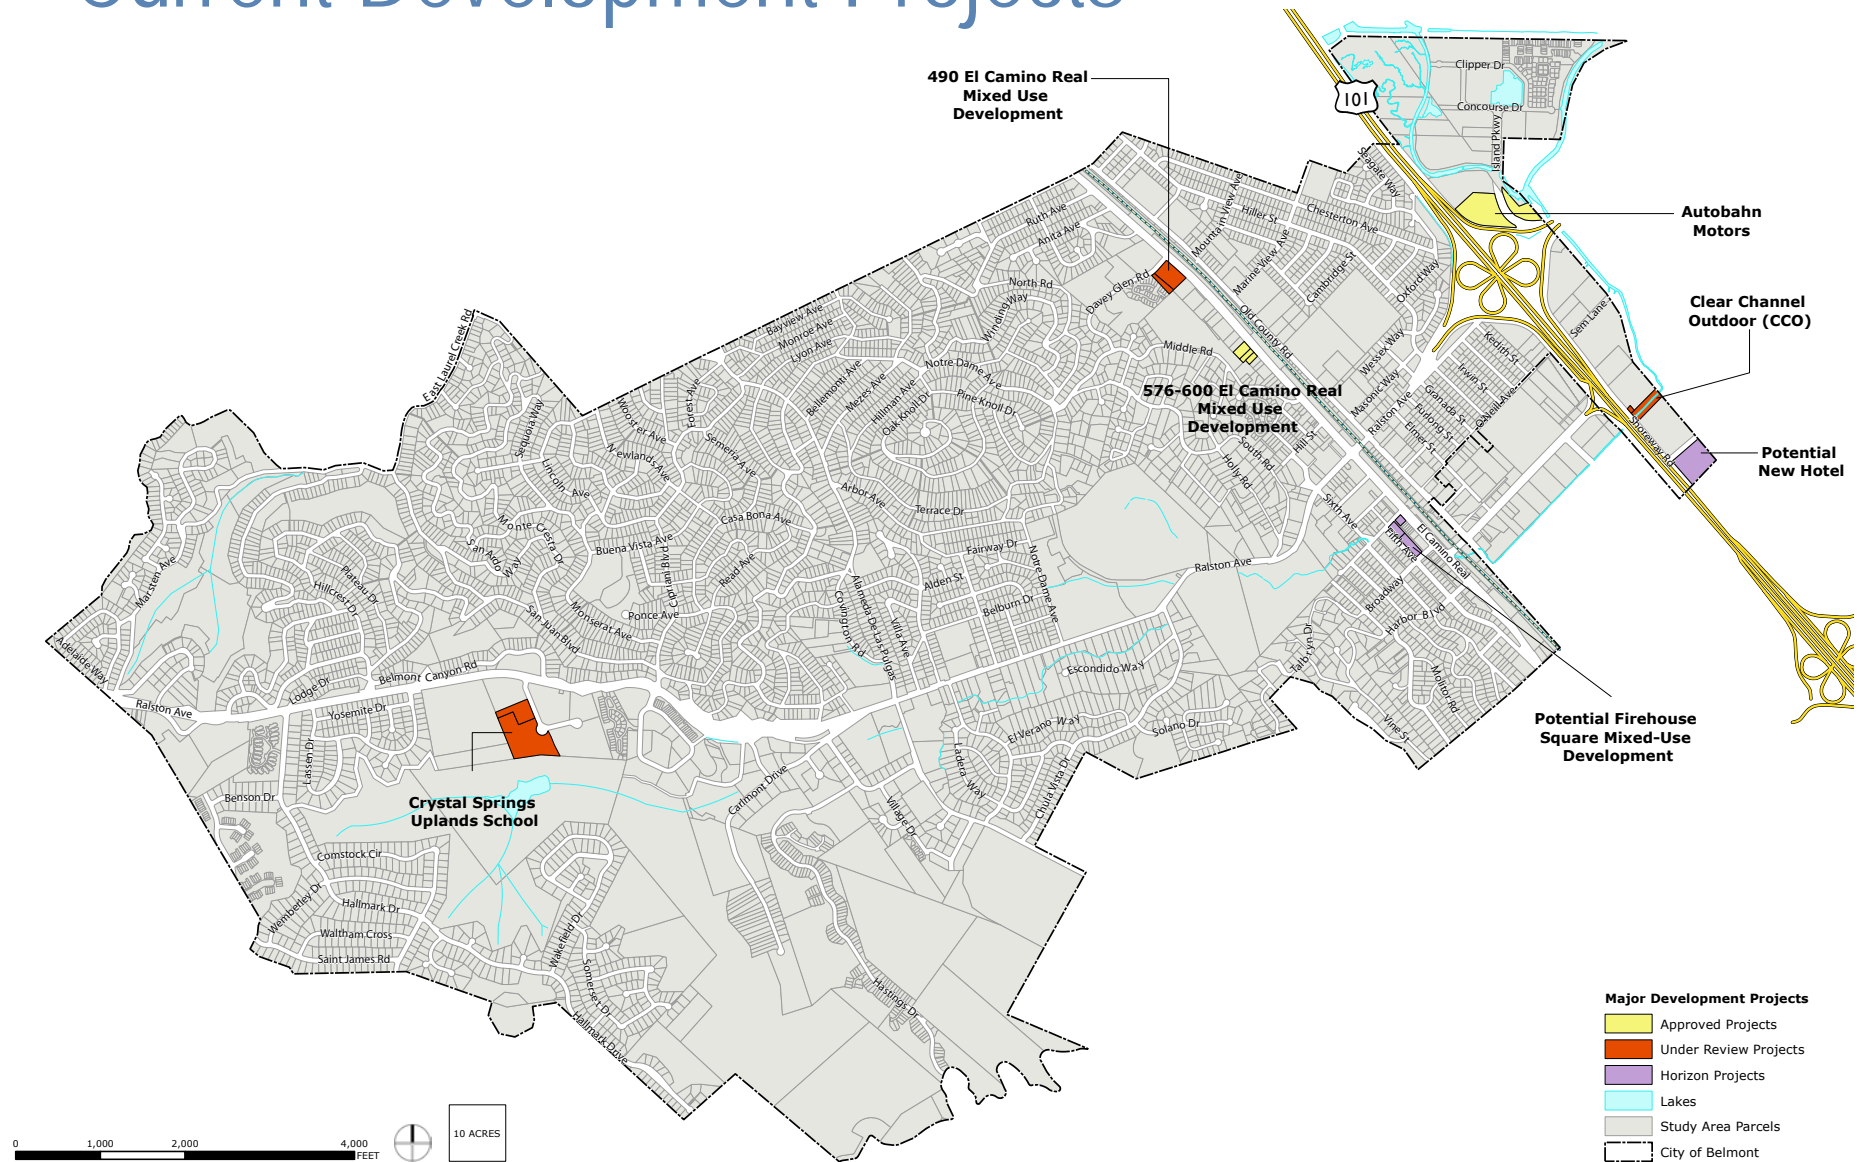 Current Development Projects
490 El Camino Real
Mixed Use
Development
101
Clipper Dr
Concourse Dr
Island Pkwy
Seagate Way
Autobahn
Motors
Clear Channel
Outdoor (CCO)
Potential
New Hotel
Ruth Ave
Anita Ave
Mountain View Ave
Hiller St
Chesterton Ave
Marine View Ave
Cambridge St
Oxford Way
North Rd
Davey Glen Rd
Winding Way
Old County Rd
Sem Lane
Bayview Ave
Monroe Ave
Lyon Ave
East Laurel Creek Rd
Middle Rd
Wessex Way
Kedith St
Irwin St
Notre Dame Ave
Bellemonti Ave
Mezes Ave
Hillman Ave
Oak Knoll Dr
Pine Knoll Dr
576-600 El Camino Real
Mixed Use
Development
Masonic Way
Ralston Ave
Granada St
Furlong St
Elmer St
O'Neill Ave
Shoreway Rd
Sequoia Way
Wooster Ave
Forest Ave
Newlands Ave
Semeria Ave
South Rd
Hill St
Holly Rd
Lincoln Ave
Arbor Ave
Casa Bona Ave
Terrace Dr
Sixth Ave
Monte Cresta Dr
Buena Vista Ave
San Ardo Way
Cipriani Blvd
Read Ave
Fairway Dr
Notre Dame Ave
Fifth Ave
El Camino Real
Ralston Ave
Marsten Ave
Plateau Dr
Hillcrest Dr
San Juan Blvd
Monserat Ave
Ponce Ave
Alameda De Las Pulgas
Covington Rd
Villa Ave
Alden St
Belburn Dr
Broadway
Harbor Blvd
Talbryn Dr
Molitor Rd
Vine St
Adelaide Way
Ralston Ave
Lodge Dr
Belmont Canyon Rd
Yosemite Dr
Lassen Dr
Escondido Way
El Verano Way
Solano Dr
Ladera Way
Chula Vista Dr
Potential Firehouse
Square Mixed-Use
Development
Benson Dr
Crystal Springs
Uplands School
Carlmont Drive
Village Dr
Comstock Cir
Wemberley Dr
Hallmark Dr
Waltham Cross
Saint James Rd
Wakefield Dr
Somerset Dr
Hallmark Drive
Hastings Dr
Major Development Projects
Approved Projects
Under Review Projects
Horizon Projects
Lakes
Study Area Parcels
City of Belmont
0 1,000 2,000 4,000
FEET
10 ACRES